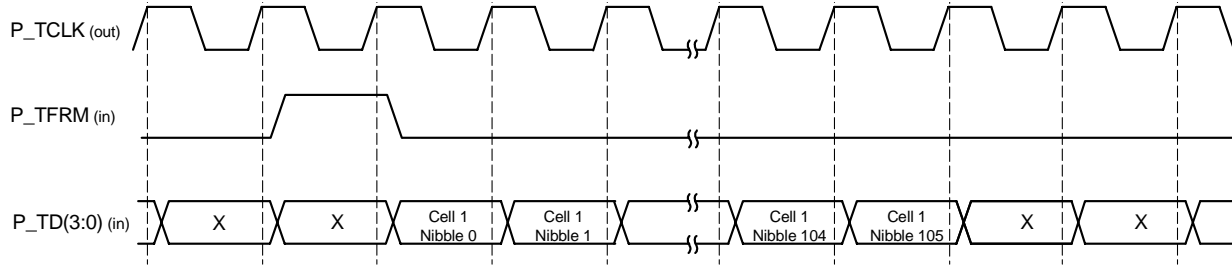 P_TCLK (out)
P_TFRM (in)
P_TD(3:0) (in)
X
X
Cell 1
Nibble 0
Cell 1
Nibble 1
Cell 1
Nibble 104
Cell 1
Nibble 105
X
X